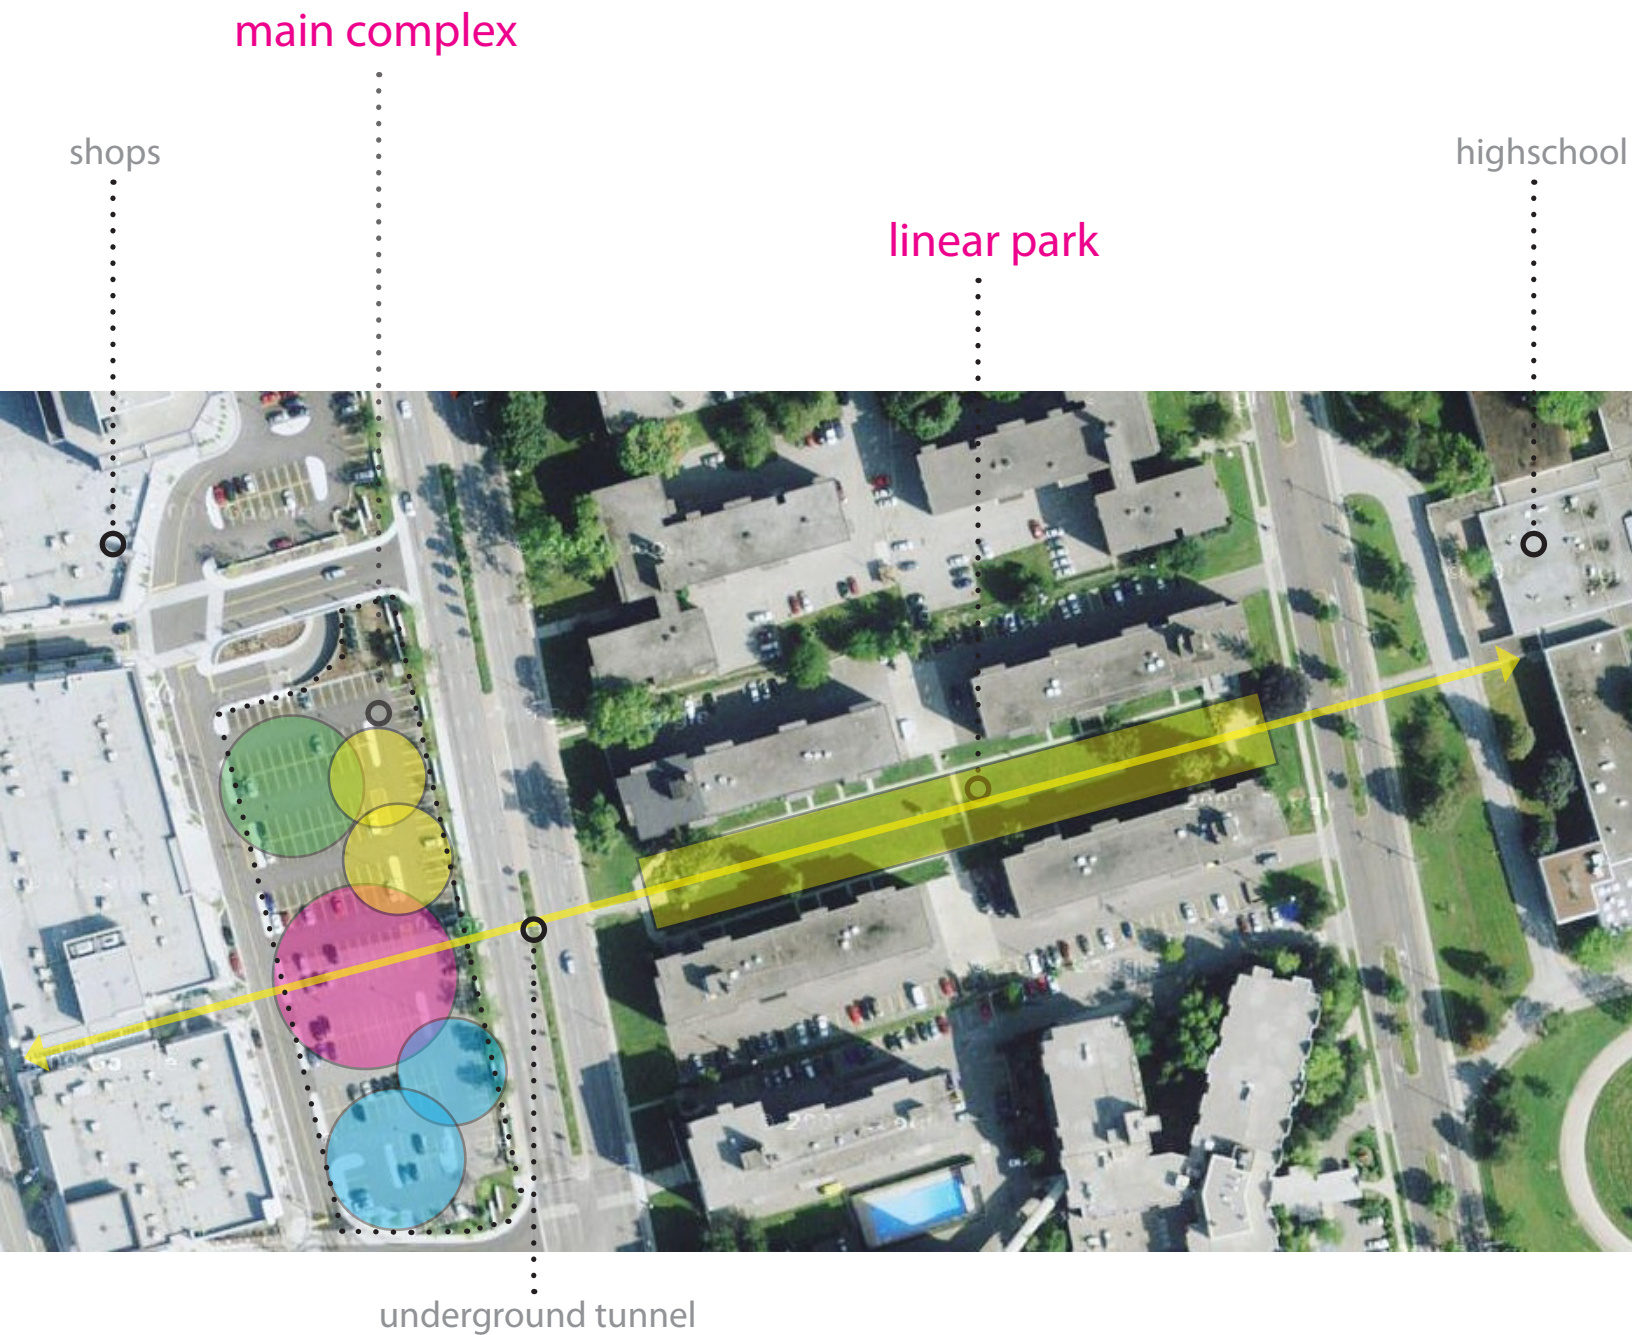 main complex
shops
highschool
linear park
underground tunnel